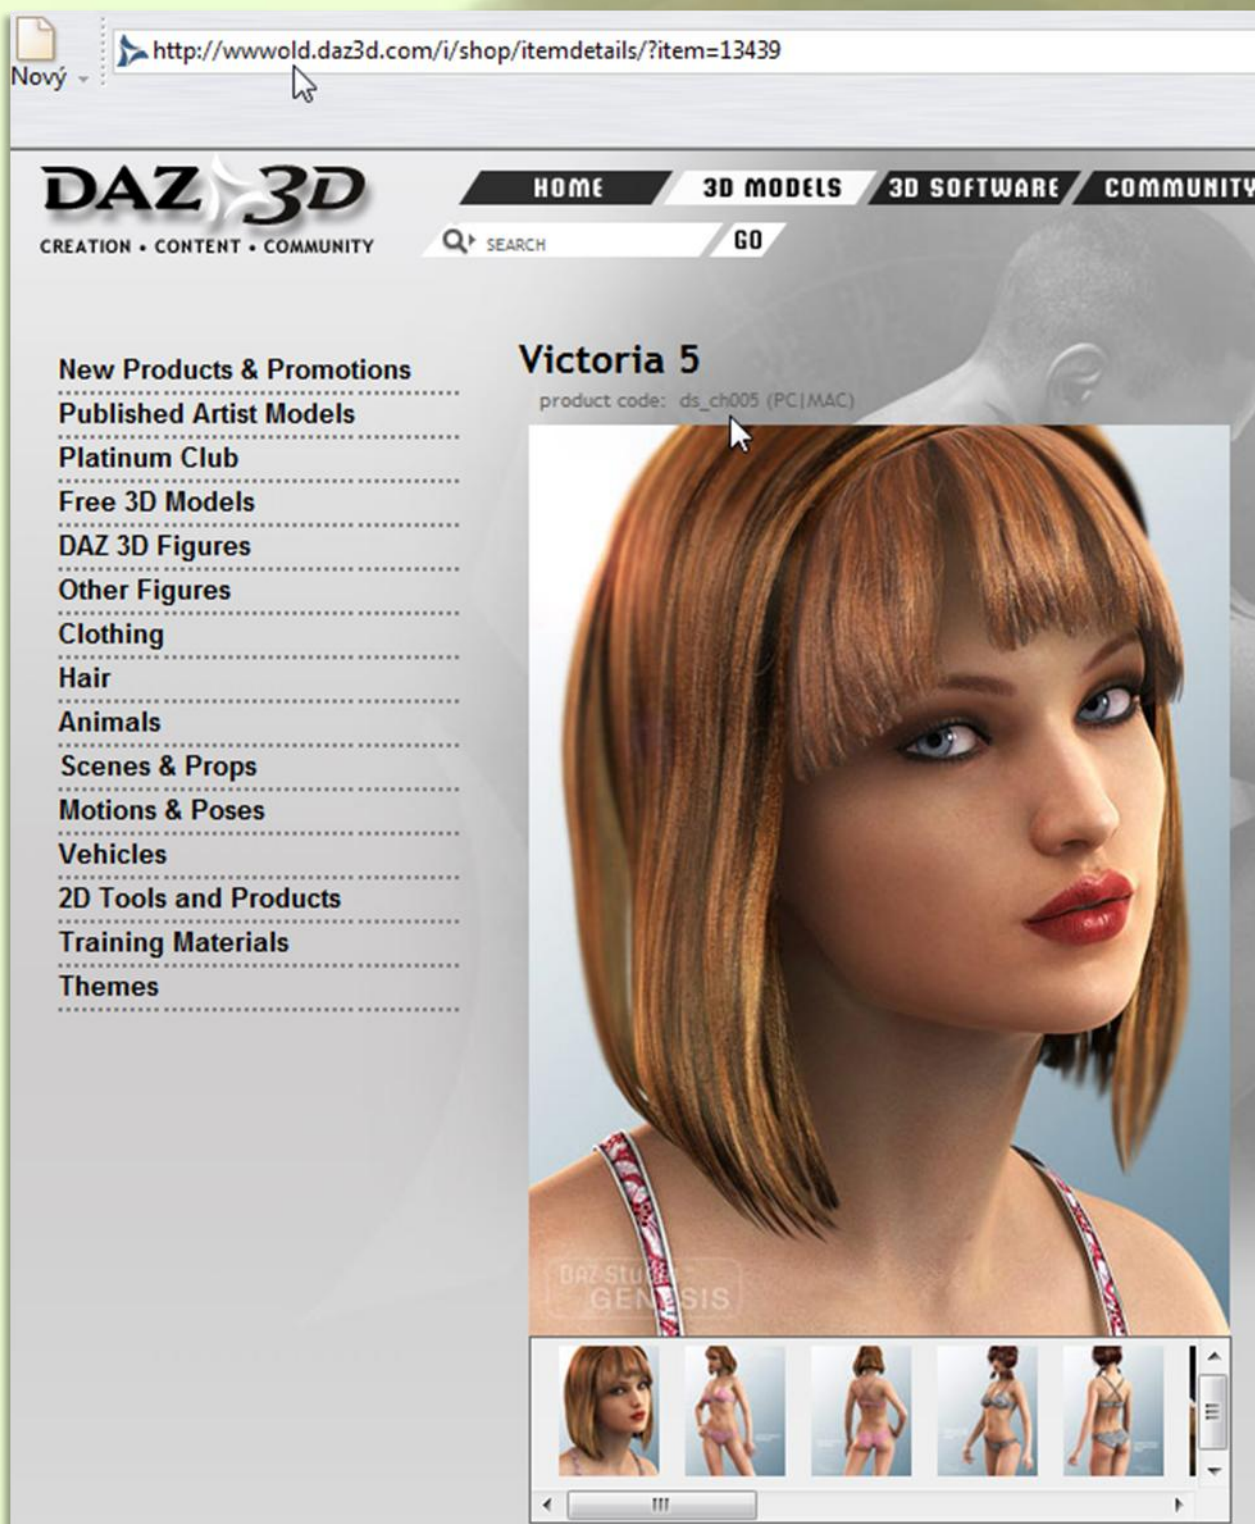 Nový
http://wwwold.daz3d.com/i/shop/itemdetails/?item=13439
DAZ 3D
CREATION • CONTENT • COMMUNITY
HOME
3D MODELS
3D SOFTWARE
COMMUNITY
SEARCH
GO
New Products & Promotions
Published Artist Models
Platinum Club
Free 3D Models
DAZ 3D Figures
Other Figures
Clothing
Hair
Animals
Scenes & Props
Motions & Poses
Vehicles
2D Tools and Products
Training Materials
Themes
Victoria 5
product code: ds_ch005 (PC|MAC)
DAZ Studio
GENESIS